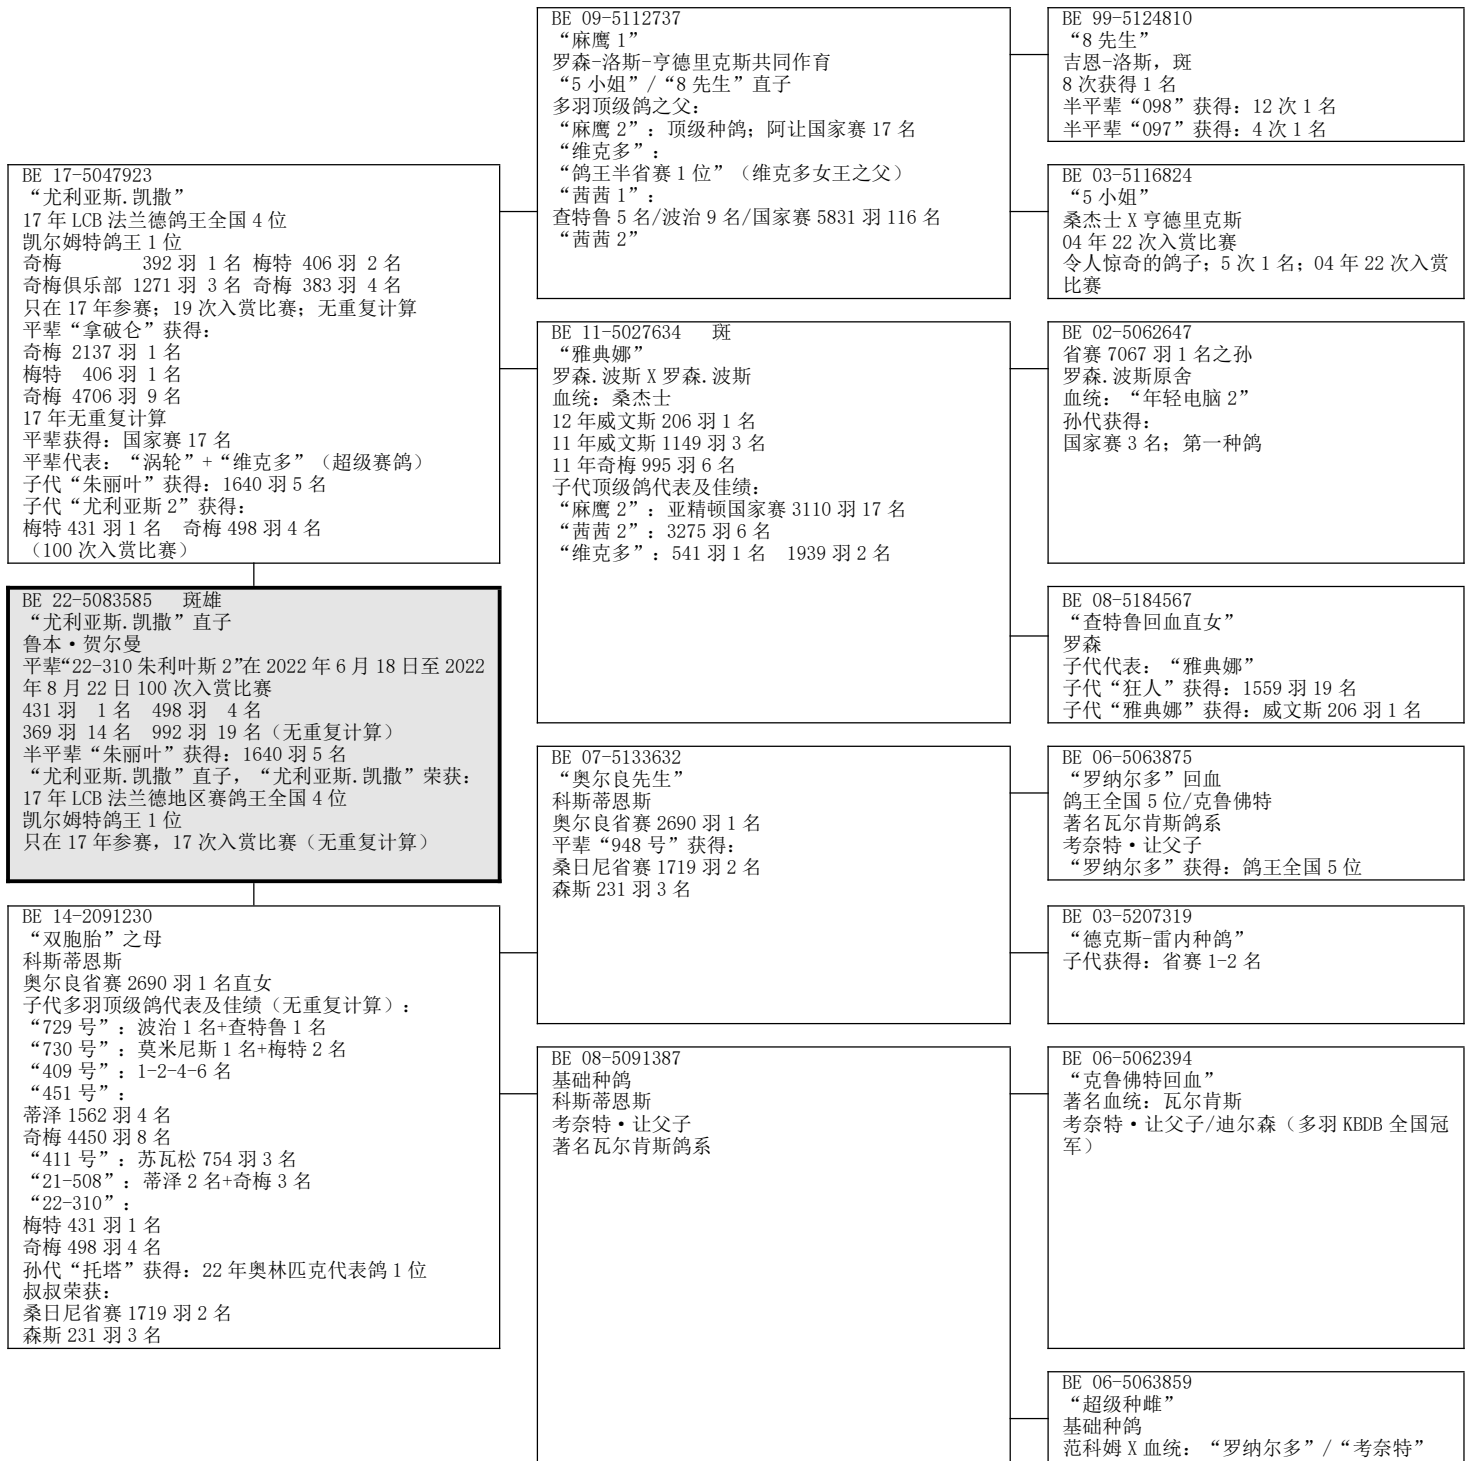 BE 17-5047923
“尤利亚斯.凯撒”
17 年 LCB 法兰德鸽王全国 4 位
凯尔姆特鸽王 1 位
奇梅 392 羽 1 名 梅特 406 羽 2 名
奇梅俱乐部 1271 羽 3 名 奇梅 383 羽 4 名
只在 17 年参赛；19 次入赏比赛；无重复计算
平辈“拿破仑”获得：
奇梅 2137 羽 1 名
梅特 406 羽 1 名
奇梅 4706 羽 9 名
17 年无重复计算
平辈获得：国家赛 17 名
平辈代表：“涡轮”+“维克多”（超级赛鸽）
子代“朱丽叶”获得：1640 羽 5 名
子代“尤利亚斯 2”获得：
梅特 431 羽 1 名 奇梅 498 羽 4 名
（100 次入赏比赛）
BE 22-5083585 斑雄
“尤利亚斯.凯撒”直子
鲁本·贺尔曼
平辈“22-310 朱利叶斯 2”在 2022 年 6 月 18 日至 2022
年 8 月 22 日 100 次入赏比赛
431 羽 1 名 498 羽 4 名
369 羽 14 名 992 羽 19 名（无重复计算）
半平辈“朱丽叶”获得：1640 羽 5 名
“尤利亚斯.凯撒”直子，“尤利亚斯.凯撒”荣获：
17 年 LCB 法兰德地区赛鸽王全国 4 位
凯尔姆特鸽王 1 位
只在 17 年参赛，17 次入赏比赛（无重复计算）
BE 14-2091230
“双胞胎”之母
科斯蒂恩斯
奥尔良省赛 2690 羽 1 名直女
子代多羽顶级鸽代表及佳绩（无重复计算）：
“729 号”：波治 1 名+查特鲁 1 名
“730 号”：莫米尼斯 1 名+梅特 2 名
“409 号”：1-2-4-6 名
“451 号”：
蒂泽 1562 羽 4 名
奇梅 4450 羽 8 名
“411 号”：苏瓦松 754 羽 3 名
“21-508”：蒂泽 2 名+奇梅 3 名
“22-310”：
梅特 431 羽 1 名
奇梅 498 羽 4 名
孙代“托塔”获得：22 年奥林匹克代表鸽 1 位
叔叔荣获：
桑日尼省赛 1719 羽 2 名
森斯 231 羽 3 名
BE 09-5112737
“麻鹰 1”
罗森-洛斯-亨德里克斯共同作育
“5 小姐”/“8 先生”直子
多羽顶级鸽之父：
“麻鹰 2”：顶级种鸽；阿让国家赛 17 名
“维克多”：
“鸽王半省赛 1 位”（维克多女王之父）
“茜茜 1”：
查特鲁 5 名/波治 9 名/国家赛 5831 羽 116 名
“茜茜 2”
BE 11-5027634 斑
“雅典娜”
罗森.波斯 X 罗森.波斯
血统：桑杰士
12 年威文斯 206 羽 1 名
11 年威文斯 1149 羽 3 名
11 年奇梅 995 羽 6 名
子代顶级鸽代表及佳绩：
“麻鹰 2”：亚精顿国家赛 3110 羽 17 名
“茜茜 2”：3275 羽 6 名
“维克多”：541 羽 1 名 1939 羽 2 名
BE 07-5133632
“奥尔良先生”
科斯蒂恩斯
奥尔良省赛 2690 羽 1 名
平辈“948 号”获得：
桑日尼省赛 1719 羽 2 名
森斯 231 羽 3 名
BE 08-5091387
基础种鸽
科斯蒂恩斯
考奈特·让父子
著名瓦尔肯斯鸽系
BE 99-5124810
“8 先生”
吉恩-洛斯，斑
8 次获得 1 名
半平辈“098”获得：12 次 1 名
半平辈“097”获得：4 次 1 名
BE 03-5116824
“5 小姐”
桑杰士 X 亨德里克斯
04 年 22 次入赏比赛
令人惊奇的鸽子；5 次 1 名；04 年 22 次入赏
比赛
BE 02-5062647
省赛 7067 羽 1 名之孙
罗森.波斯原舍
血统：“年轻电脑 2”
孙代获得：
国家赛 3 名；第一种鸽
BE 08-5184567
“查特鲁回血直女”
罗森
子代代表：“雅典娜”
子代“狂人”获得：1559 羽 19 名
子代“雅典娜”获得：威文斯 206 羽 1 名
BE 06-5063875
“罗纳尔多”回血
鸽王全国 5 位/克鲁佛特
著名瓦尔肯斯鸽系
考奈特·让父子
“罗纳尔多”获得：鸽王全国 5 位
BE 03-5207319
“德克斯-雷内种鸽”
子代获得：省赛 1-2 名
BE 06-5062394
“克鲁佛特回血”
著名血统：瓦尔肯斯
考奈特·让父子/迪尔森（多羽 KBDB 全国冠
军）
BE 06-5063859
“超级种雌”
基础种鸽
范科姆 X 血统：“罗纳尔多”/“考奈特”